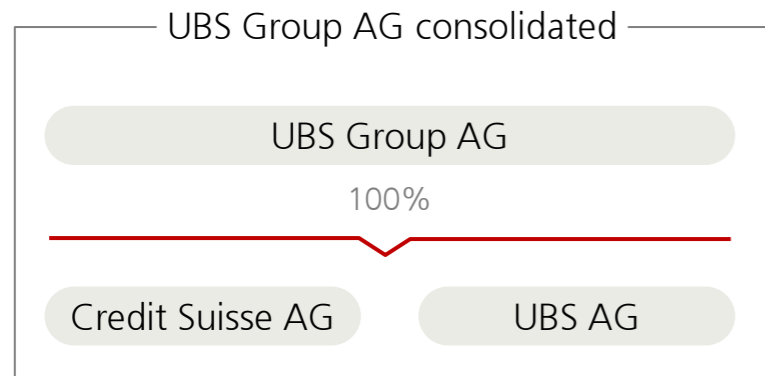 UBS Group AG consolidated
UBS Group AG
100%
Credit Suisse AG
UBS AG